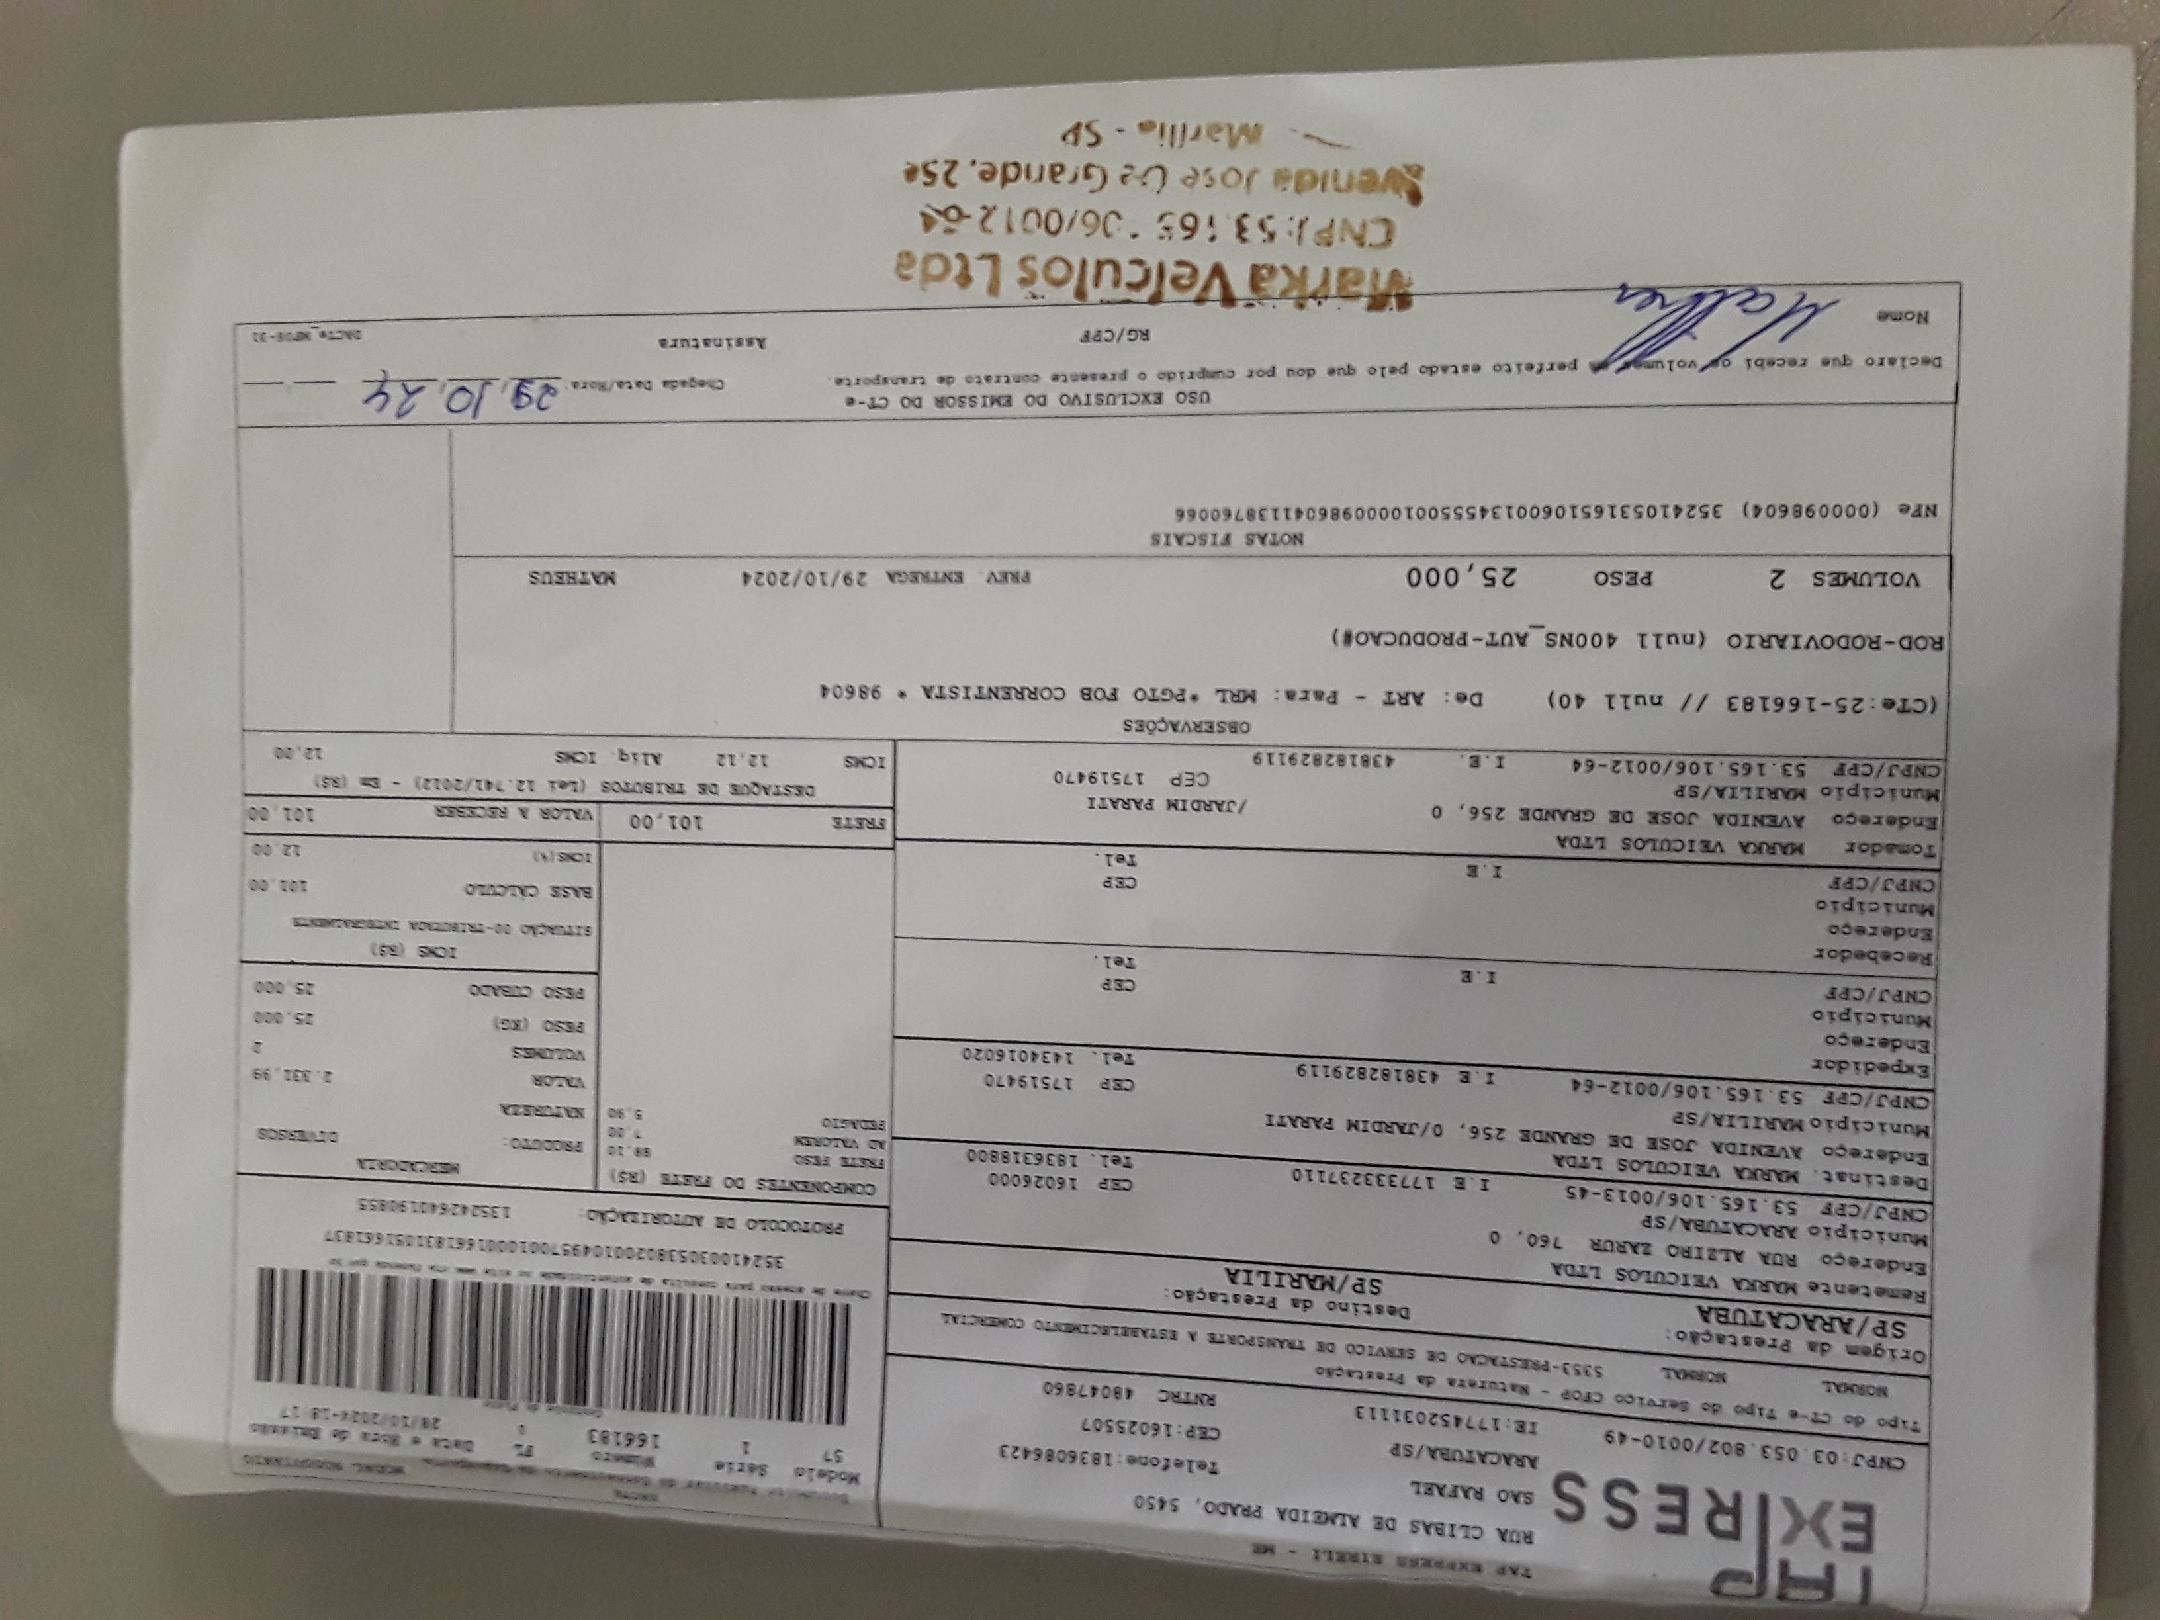 TAP EXPRESS
TAP EXPRESS EIRELI - ME
RUA CLIBAS DE ALMEIDA PRADO, 5450
SAO RAFAEL Telefone:1836086423
ARACATUBA/SP CEP:16025507
CNPJ:03.053.802/0010-49 IE:177452031113 RNTRC 48047860
DACTE
Documento Auxiliar do Conhecimento de Transporte MODAL RODOVIARIO
Modelo Série Número FL Data e Hora de Emissão
57 1 166183 28/10/2024-18:17
Controle do Fisco
Tipo do CT-e Tipo do Serviço CFOP - Natureza da Prestação
NORMAL NORMAL 5353-PRESTACAO DE SERVICO DE TRANSPORTE A ESTABELECIMENTO COMERCIAL
Origem da Prestação: Destino da Prestação:
SP/ARACATUBA SP/MARILIA
35241003053802001049570010001661831051661837
PROTOCOLO DE AUTORIZAÇÃO: 135242640190855
Remetente MARKA VEICULOS LTDA
Endereço RUA ALZIRO ZARUR 760, 0
Município ARACATUBA/SP CEP 16026000
CNPJ/CPF 53.165.106/0013-45 I.E 177333237110 Tel. 1836318800
Destinat. MARKA VEICULOS LTDA
Endereço AVENIDA JOSE DE GRANDE 256, 0/JARDIM PARATI
Município MARILIA/SP CEP 17519470
CNPJ/CPF 53.165.106/0012-64 I.E 438182829119 Tel. 1434016020
Expedidor
Endereço
Município CEP
CNPJ/CPF I.E Tel.
Recebedor
Endereço
Município CEP
CNPJ/CPF I.E Tel.
Tomador MARKA VEICULOS LTDA
Endereço AVENIDA JOSE DE GRANDE 256, 0 /JARDIM PARATI
Município MARILIA/SP CEP 17519470
CNPJ/CPF 53.165.106/0012-64 I.E. 438182829119
COMPONENTES DO FRETE (R$)
FRETE PESO 88,10
AD VALOREM 7,00
PEDAGIO 5,90
MERCADORIA
PRODUTO: DIVERSOS
NATUREZA
VALOR 2.331,99
VOLUMES 2
PESO (KG) 25,000
PESO CUBADO 25,000
ICMS (R$)
SITUAÇÃO 00-TRIBUTACA INTEGRALMENTE
BASE CÁLCULO 101,00
ICMS(%) 12,00
FRETE 101,00 VALOR A RECEBER 101,00
DESTAQUE DE TRIBUTOS (Lei 12.741/2012) - Em (R$)
ICMS 12,12 Aliq. ICMS 12,00
OBSERVAÇÕES
(CTe:25-166183 // null 40) De: ART - Para: MRL *PGTO FOB CORRENTISTA * 98604
ROD-RODOVIARIO (null 400NS_AUT-PRODUCAO#)
VOLUMES 2 PESO 25,000 PREV. ENTREGA 29/10/2024 MATHEUS
NOTAS FISCAIS
NFe (000098604) 35241053165106001345550010000986041138760066
USO EXCLUSIVO DO EMISSOR DO CT-e
Declaro que recebi os volumes em perfeito estado pelo que dou por cumprido o presente contrato de transporte.
Chegada Data/Hora: 29, 10, 24
Nome RG/CPF Assinatura
Marka Veículos Ltda
CNPJ: 53.165.106/0012-64
Avenida José De Grande, 256
Marília - SP